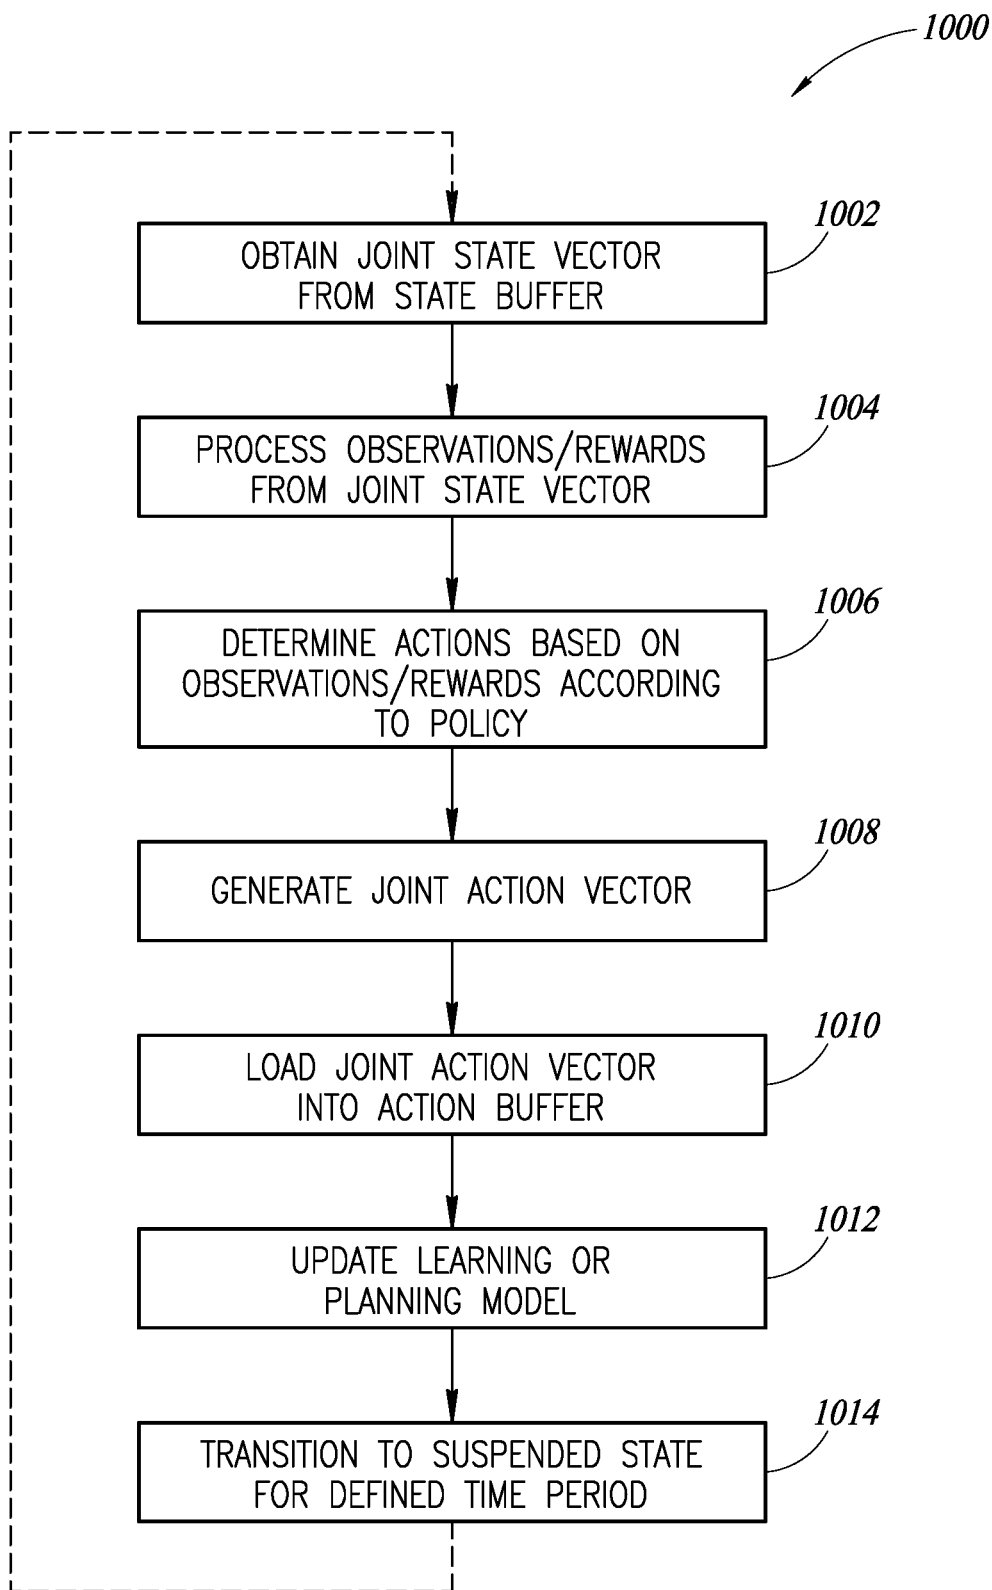 1000
1002
OBTAIN JOINT STATE VECTOR
FROM STATE BUFFER
1004
PROCESS OBSERVATIONS/REWARDS
FROM JOINT STATE VECTOR
1006
DETERMINE ACTIONS BASED ON
OBSERVATIONS/REWARDS ACCORDING
TO POLICY
1008
GENERATE JOINT ACTION VECTOR
1010
LOAD JOINT ACTION VECTOR
INTO ACTION BUFFER
1012
UPDATE LEARNING OR
PLANNING MODEL
1014
TRANSITION TO SUSPENDED STATE
FOR DEFINED TIME PERIOD